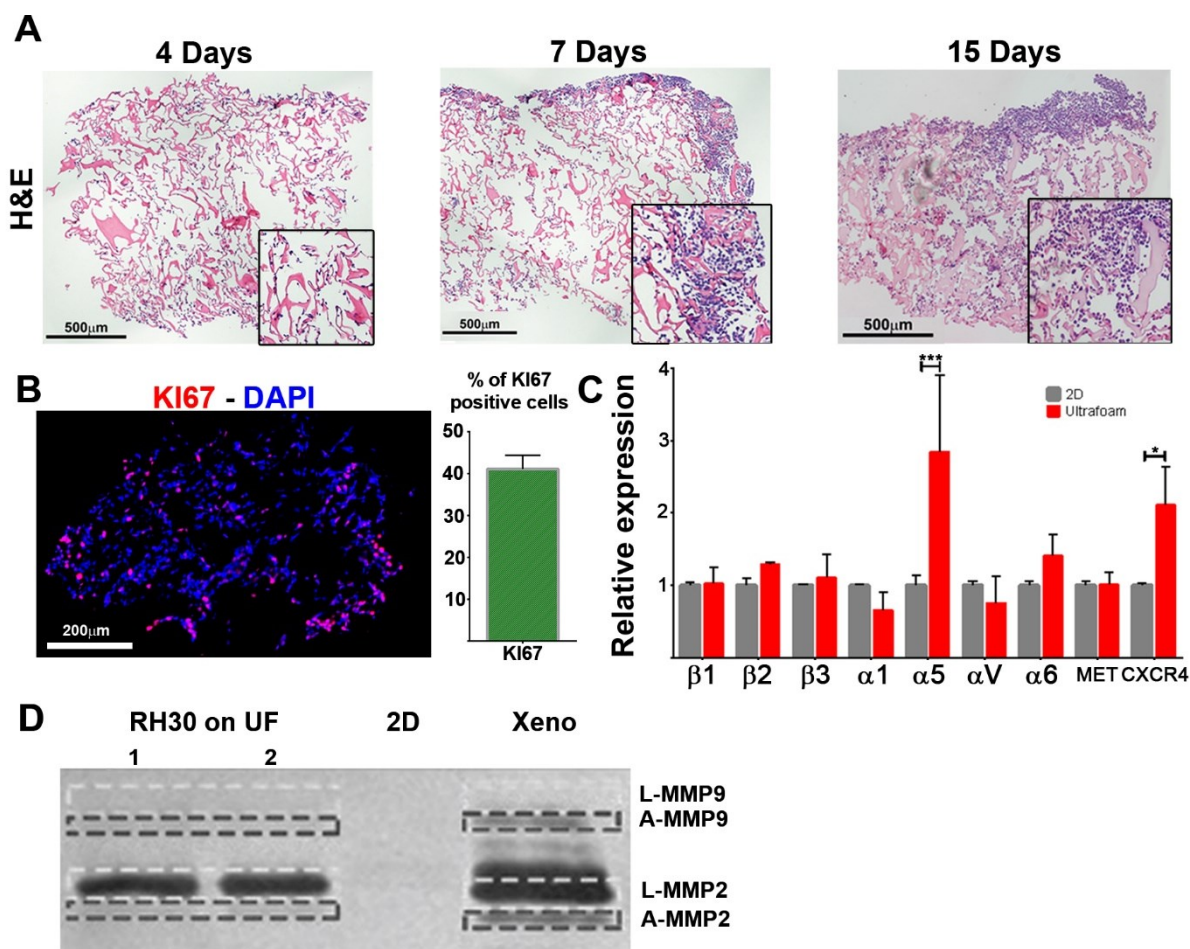 A
4 Days
7 Days
15 Days
H&E
500µm
500µm
500µm
B
KI67 - DAPI
200µm
% of KI67
positive cells
50
40
30
20
10
KI67
C
Relative expression
4
3
2
1
***
*
2D
Ultrafoam
β1
β2
β3
α1
α5
αV
α6
MET
CXCR4
D
RH30 on UF
2D
Xeno
1
2
L-MMP9
A-MMP9
L-MMP2
A-MMP2